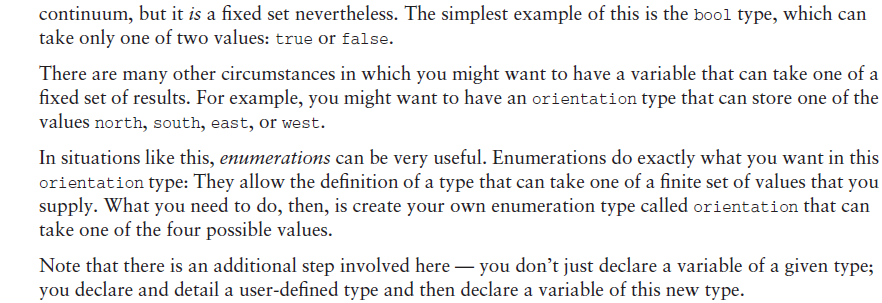 continuum, but it is a fixed set nevertheless. The simplest example of this is the bool type, which can
take only one of two values: true or false.
There are many other circumstances in which you might want to have a variable that can take one of a
fixed set of results. For example, you might want to have an orientation type that can store one of the
values north, south, east, or west.
In situations like this, enumerations can be very useful. Enumerations do exactly what you want in this
orientation type: They allow the definition of a type that can take one of a finite set of values that you
supply. What you need to do, then, is create your own enumeration type called orientation that can
take one of the four possible values.
Note that there is an additional step involved here — you don’t just declare a variable of a given type;
you declare and detail a user-defined type and then declare a variable of this new type.